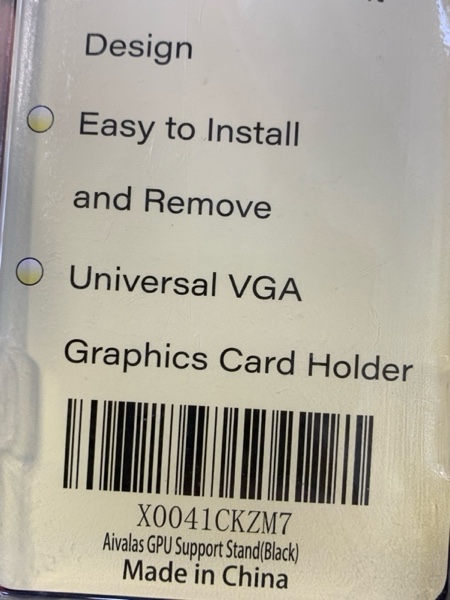 Design
Easy to Install
and Remove
Universal VGA
Graphics Card Holder
X0041CKZM7
Aivalas GPU Support Stand(Black)
Made in China